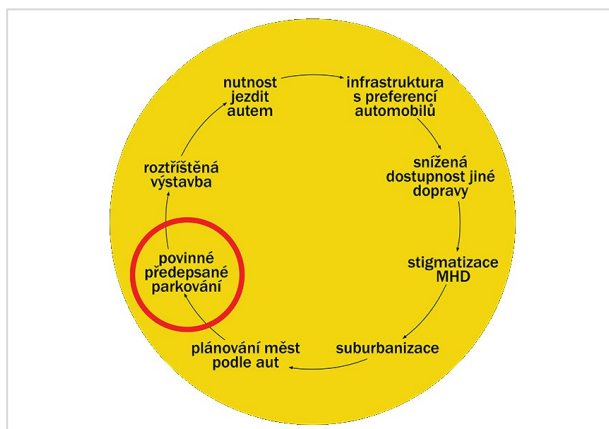 nutnost
jezdit
autem
infrastruktura
s preferencí
automobilů
snížená
dostupnost jiné
dopravy
stigmatizace
MHD
suburbanizace
plánování měst
podle aut
povinné
předepsané
parkování
roztříštěná
výstavba